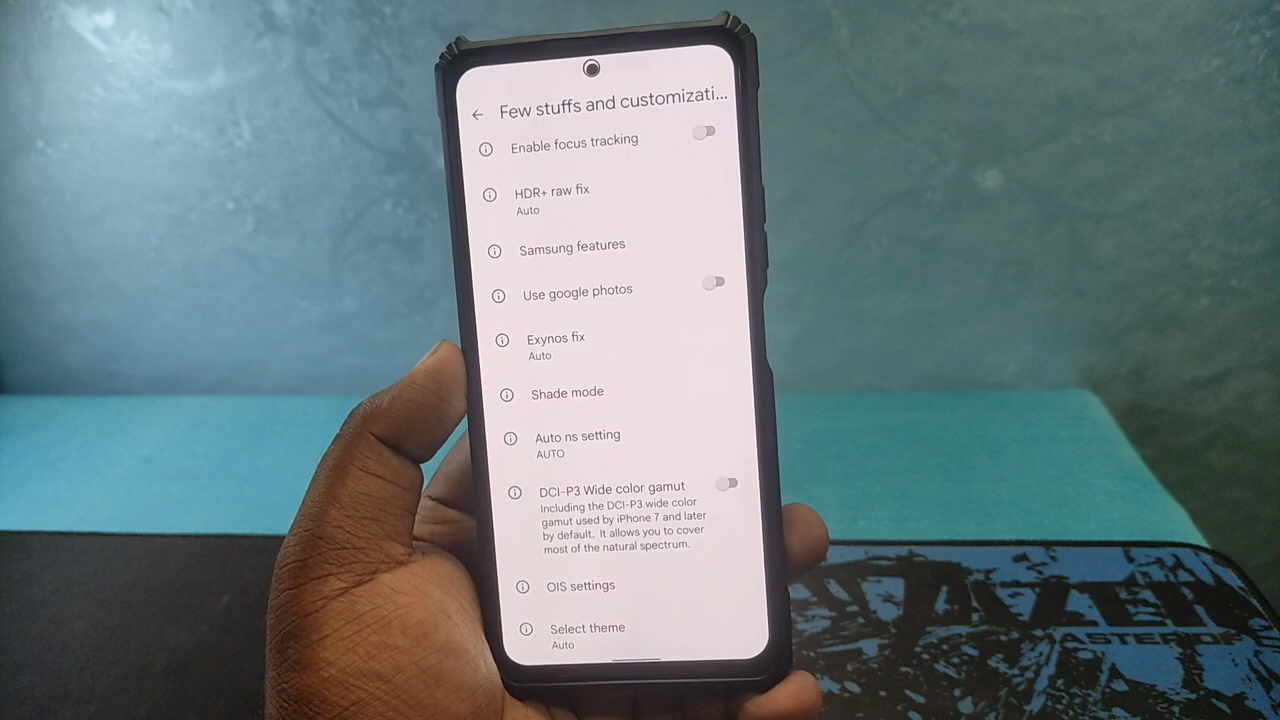 Few stuffs and customizati...
Enable focus tracking
HDR+ raw fix
Auto
Samsung features
Use google photos
Exynos fix
Auto
Shade mode
Auto ns setting
AUTO
DCI-P3 Wide color gamut
Including the DCI-P3 wide color
gamut used by iPhone 7 and later
by default. It allows you to cover
most of the natural spectrum.
OIS settings
Select theme
Auto